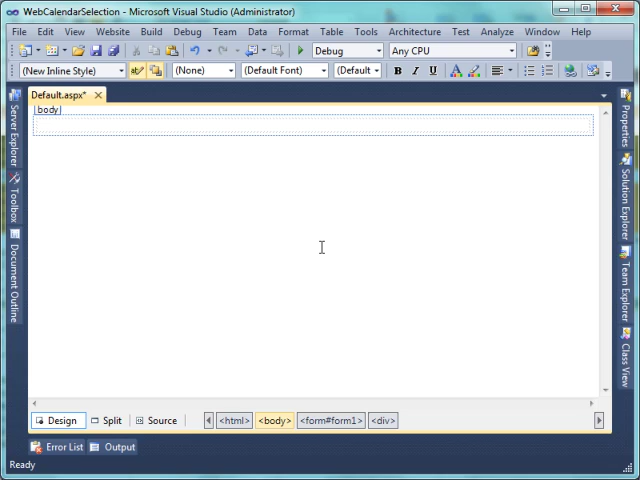 WebCalendarSelection - Microsoft Visual Studio (Administrator)
File Edit View Website Build Debug Team Data Format Table Tools Analyze Window Help
Debug Any CPU
(New Inline Style) (None) (Default Font) (Default B I U A
Default.aspx*
body
Server Explorer
Toolbox
Document Outline
Properties
Solution Explorer
Team Explorer
Class View
Design Split Source <html> <body> <form#form1> <div>
Error List Output
Ready